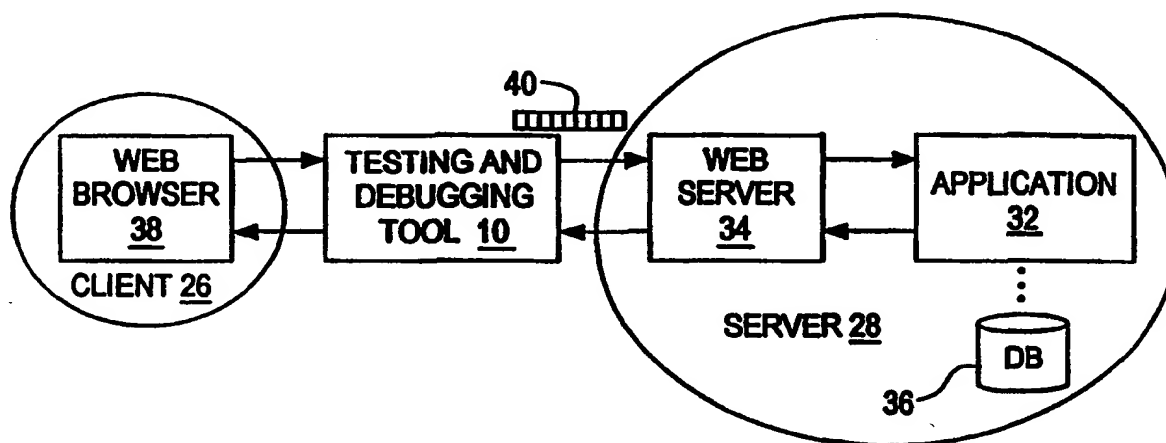 40
WEB
BROWSER
38
CLIENT 26
TESTING AND
DEBUGGING
TOOL 10
WEB
SERVER
34
APPLICATION
32
SERVER 28
DB
36